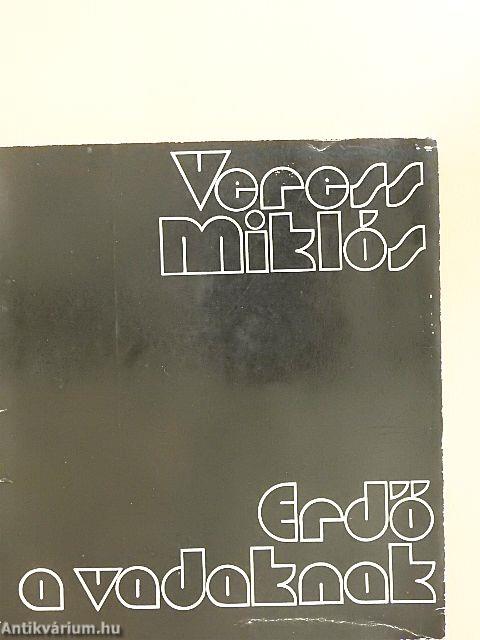 Veress
Miklós
Erdő
a vadaknak
Antikvárium.hu